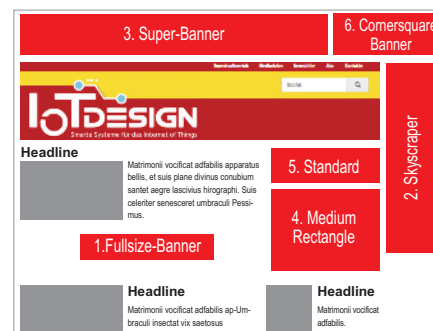 3. Super-Banner
6. Cornersquare
Banner
IoTDESIGN
Smarte Systeme für das Internet of Things
2. Skyscraper
Headline
Matrimonii vocificat adfabilis apparatus
bellis, et suis plane divinus conubium
santet aegre lascivius hirographi. Suis
celeriter senesceret umbraculi Pessi-
mus.
5. Standard
4. Medium
Rectangle
1.Fullsize-Banner
Headline
Matrimonii vocificat adfabilis ap-Um-
braculi insectat vix saetosus
Headline
Matrimonii vocificat
adfabilis.